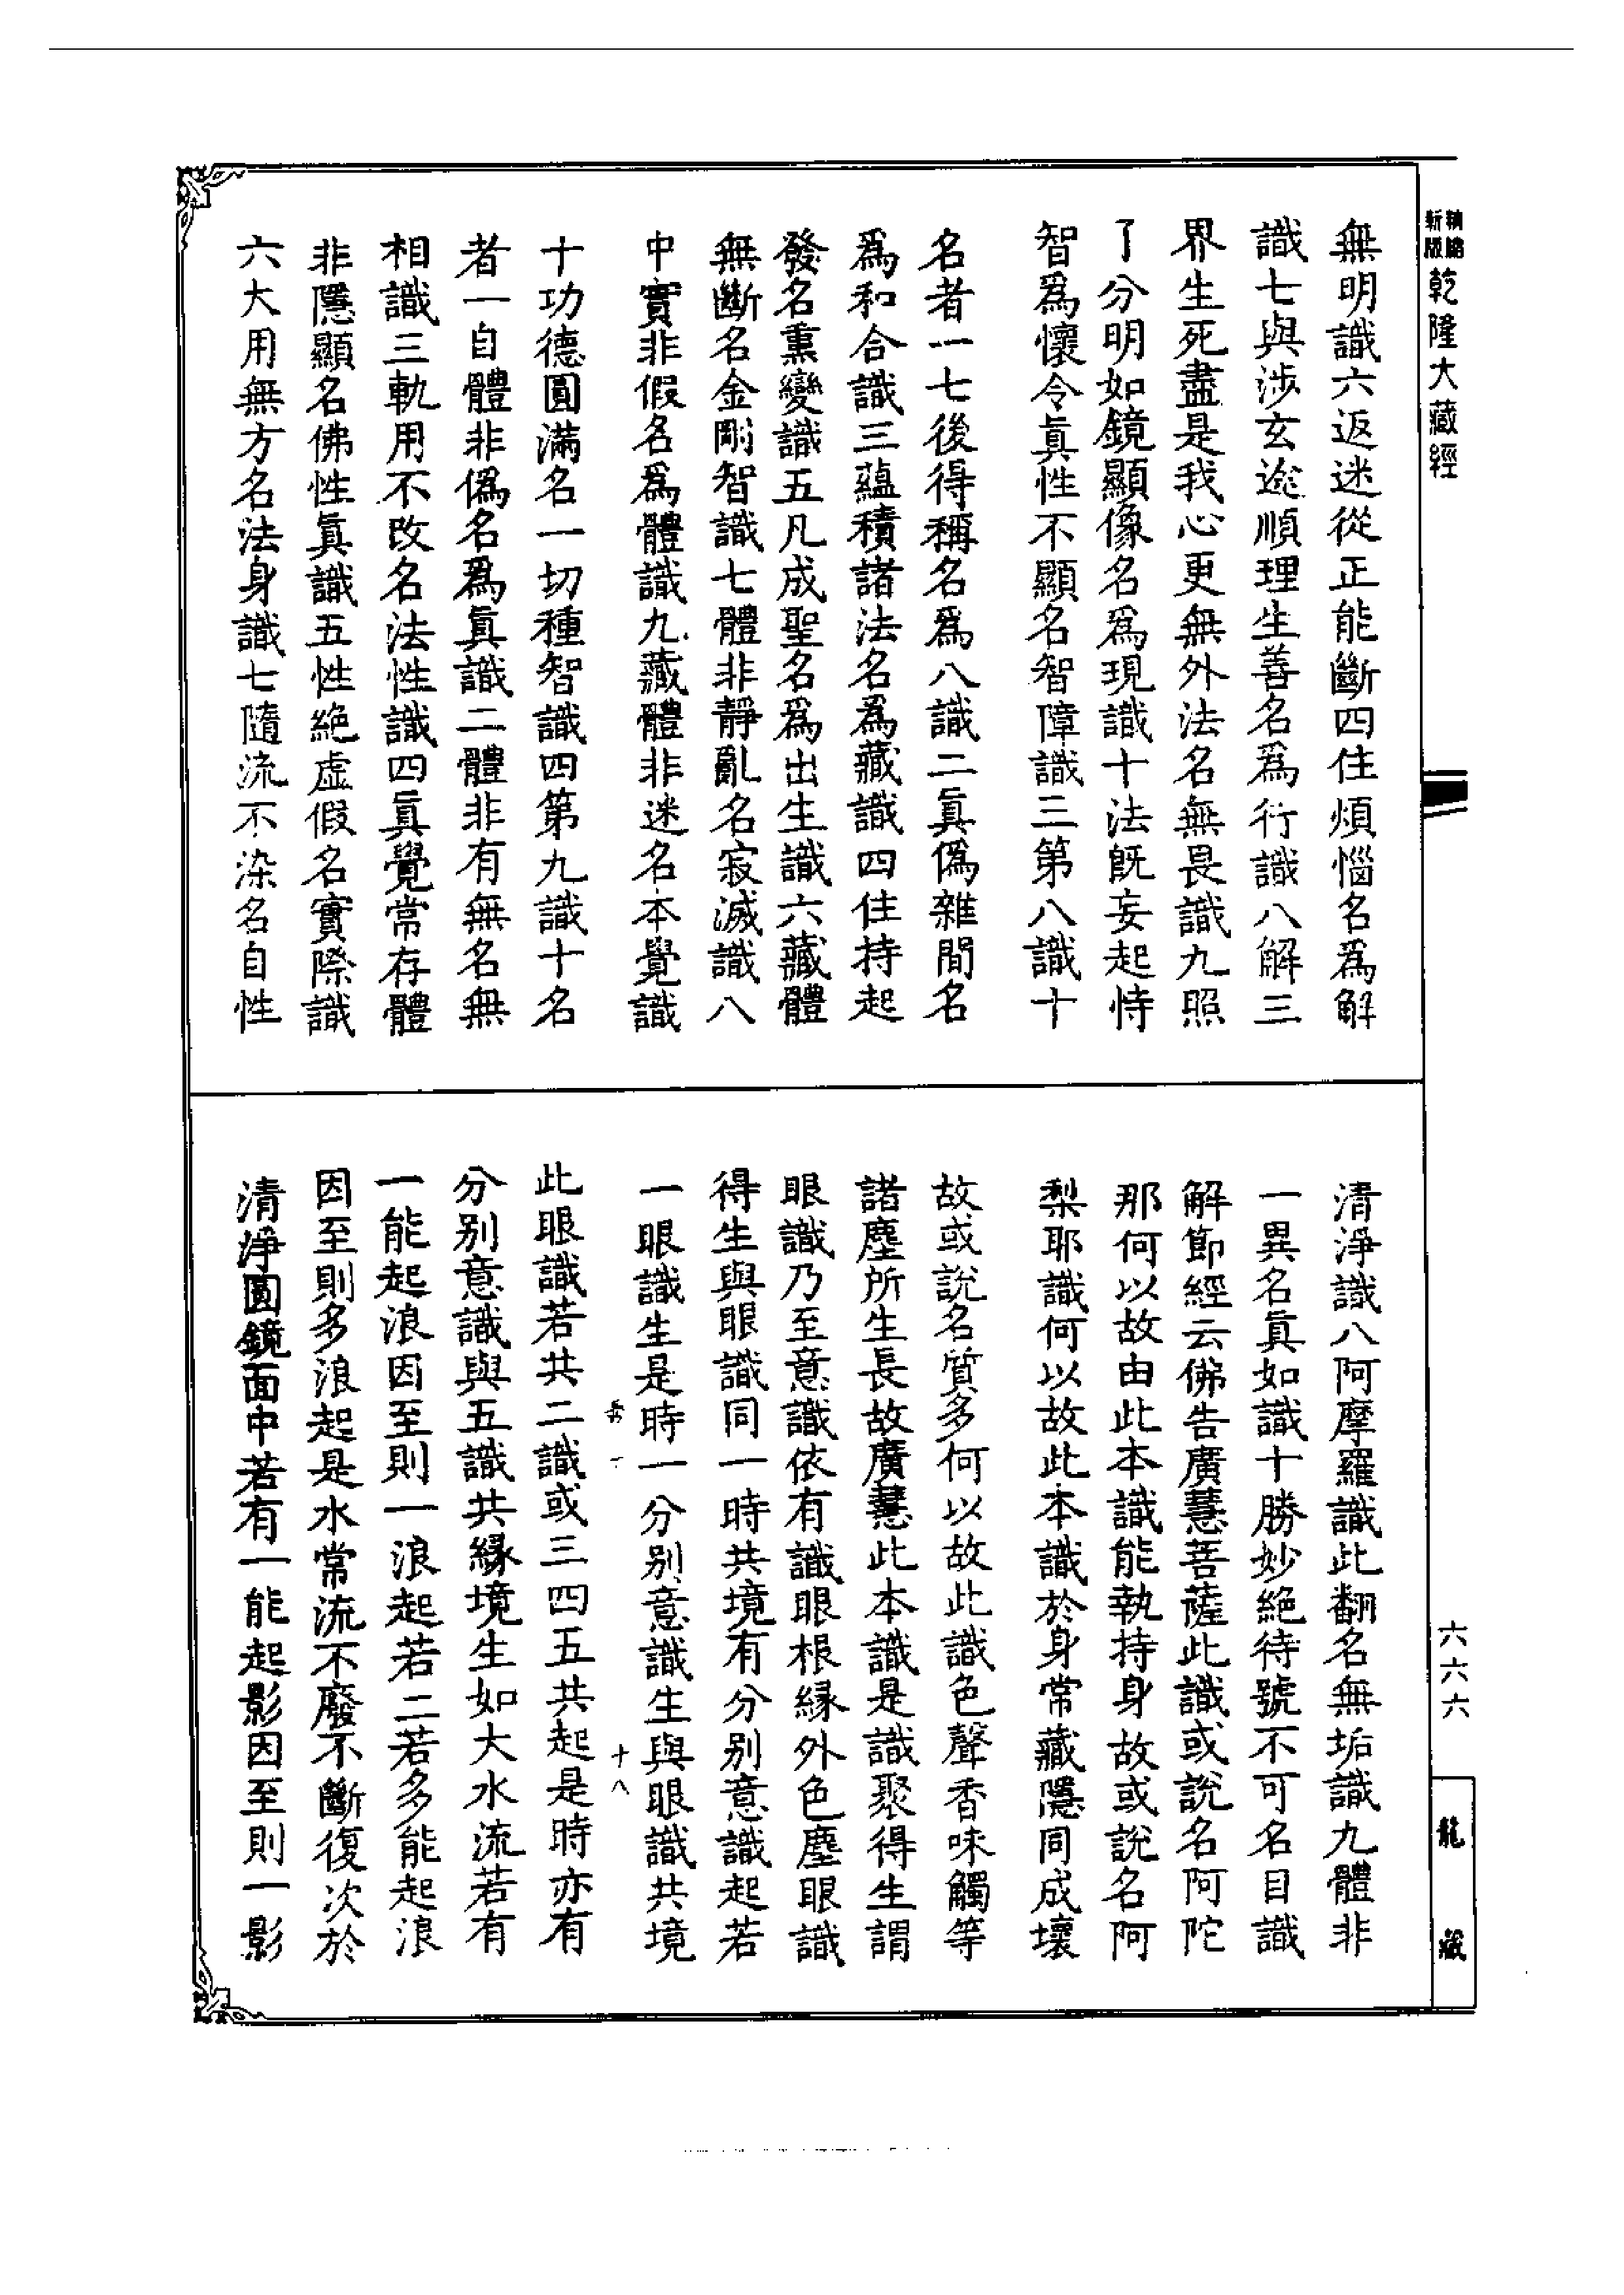 新版精縮乾隆大藏經
無明識六返迷從正能斷四住煩惱名爲解
識七與涉玄途順理生善名爲行識八解三
界生死盡是我心更無外法名無畏識九照
了分明如鏡顯像名爲現識十法旣妄起恃
智爲懷令眞性不顯名智障識三第八識十
名者一七後得稱名爲八識二眞僞雜間名
爲和合識三蘊積諸法名爲藏識四住持起
發名熏變識五凡成聖名爲出生識六藏體
無斷名金剛智識七體非靜亂名寂滅識八
中實非假名爲體識九藏體非迷名本覺識
十功德圓滿名一切種智識四第九識十名
者一自體非僞名爲眞識二體非有無名無
相識三軌用不改名法性識四眞覺常存體
非隱顯名佛性眞識五性絕虛假名實際識
六大用無方名法身識七隨流不染名自性
清淨識八阿摩羅識此翻名無垢識九體非
一異名眞如識十勝妙絕待號不可名目識
解節經云佛告廣慧菩薩此識或說名阿陀
那何以故由此本識能執持身故或說名阿
梨耶識何以故此本識於身常藏隱同成壞
故或說名質多何以故此識色聲香味觸等
諸塵所生長故廣慧此本識是識聚得生謂
眼識乃至意識依有識眼根緣外色塵眼識
得生與眼識同一時共境有分别意識起若
一眼識生是時一分别意識生與眼識共境
十八
此眼識若共二識或三四五共起是時亦有
分别意識與五識共緣境生如大水流若有
一能起浪因至則一浪起若二若多能起浪
因至則多浪起是水常流不廢不斷復次於
清淨圓鏡面中若有一能起影因至則一影
六六六
龍藏